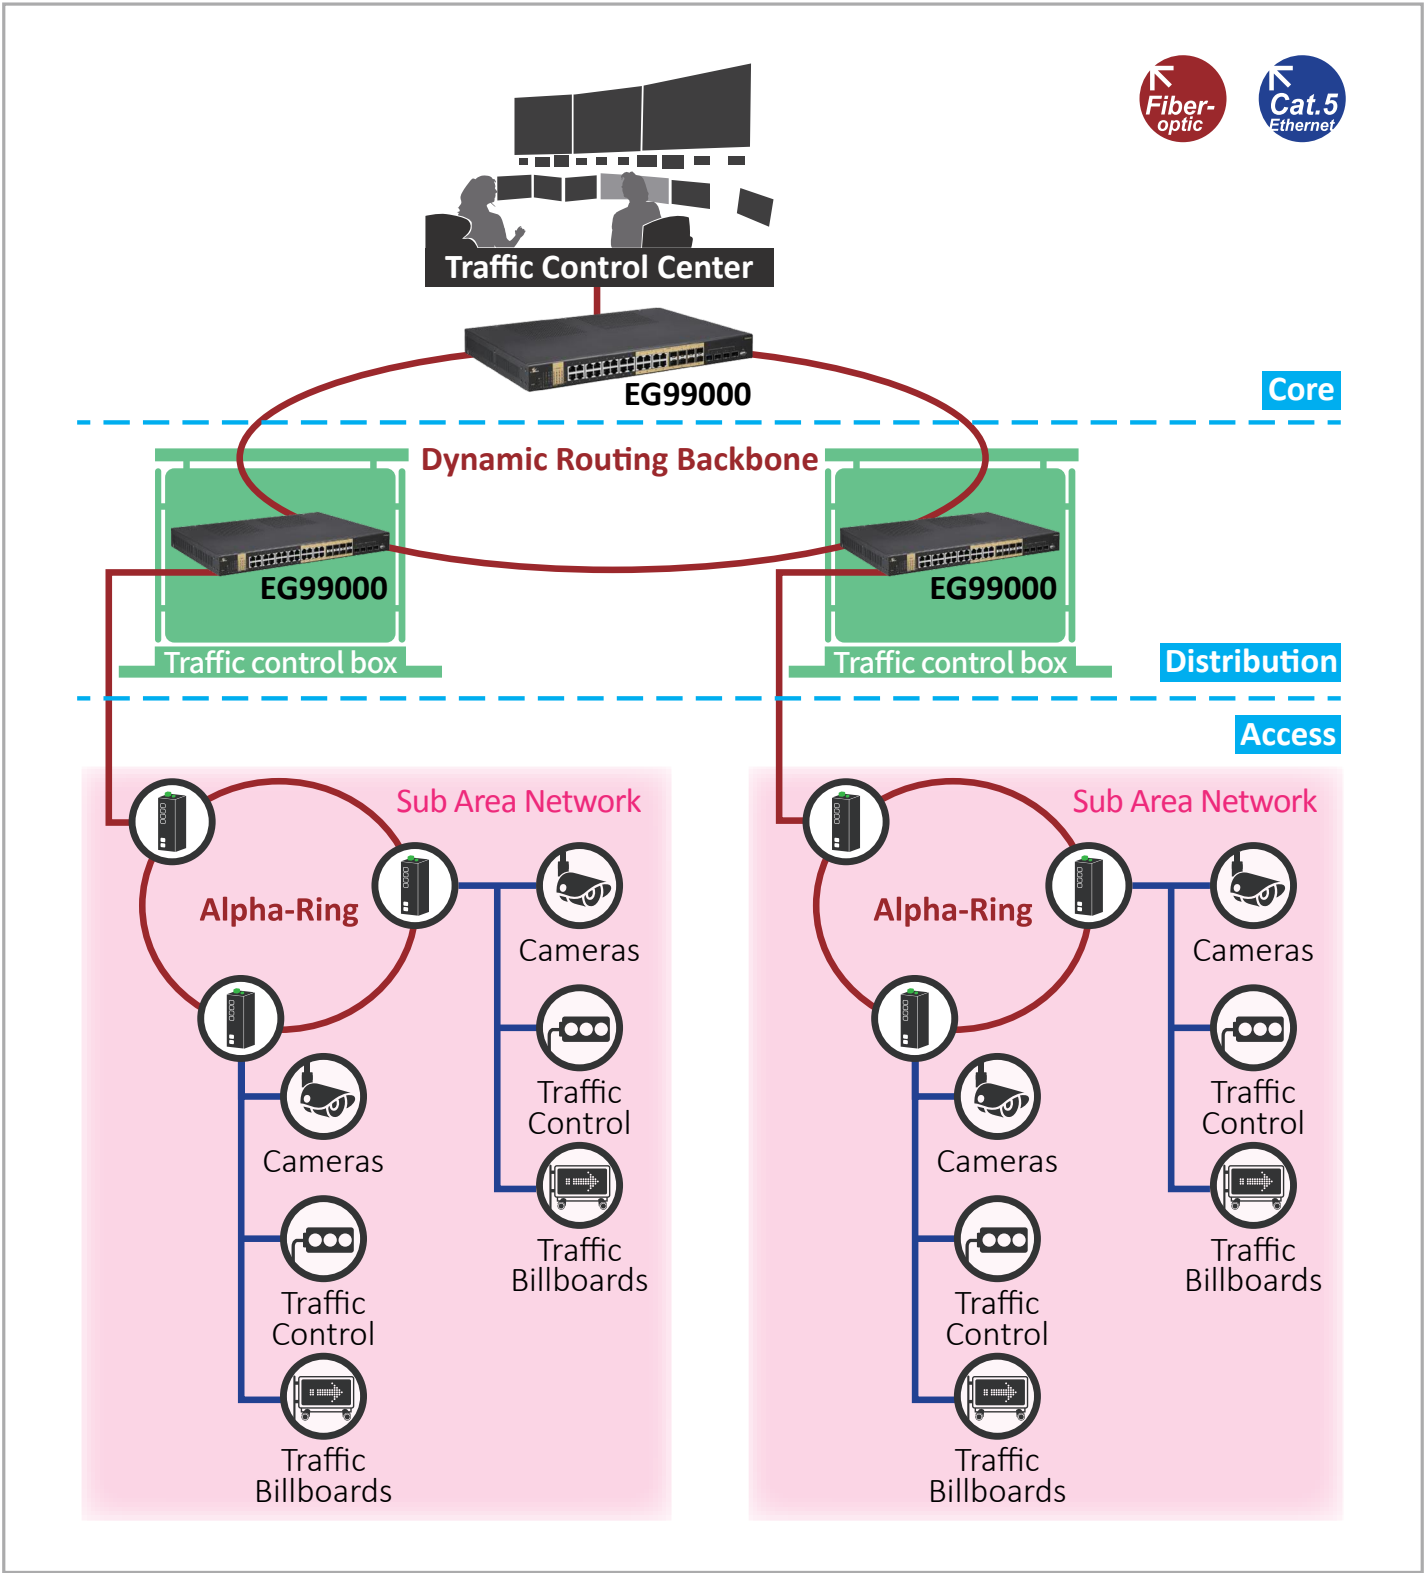 Fiber-
optic
Cat.5
Ethernet
Traffic Control Center
EG99000
Core
Dynamic Routing Backbone
EG99000
EG99000
Traffic control box
Traffic control box
Distribution
Access
Sub Area Network
Sub Area Network
Alpha-Ring
Alpha-Ring
Cameras
Cameras
Traffic
Control
Traffic
Control
Cameras
Cameras
Traffic
Billboards
Traffic
Billboards
Traffic
Control
Traffic
Control
Traffic
Billboards
Traffic
Billboards